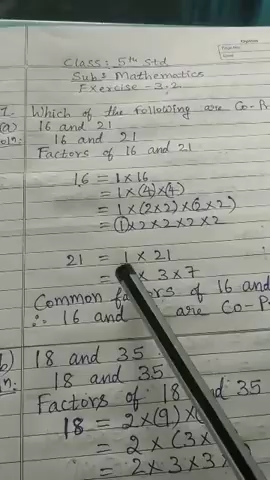 Class: 5th Std
Sub: Mathematics
Exercise - 3.2
1. Which of the following are Co-P
(a) 16 and 21
16 and 21
Factors of 16 and 21
16 = 1 × 16
= 1 × (4) × (4)
= 1 × (2 × 2) × (2 × 2)
= 1 × 2 × 2 × 2 × 2
21 = 1 × 21
= × 3 × 7
Common factors of 16 and
∴ 16 and are Co-P
b) 18 and 35
18 and 35
Factors of 18 and 35
18 = 2 × (9) ×
= 2 × (3 ×
= 2 × 3 × 3